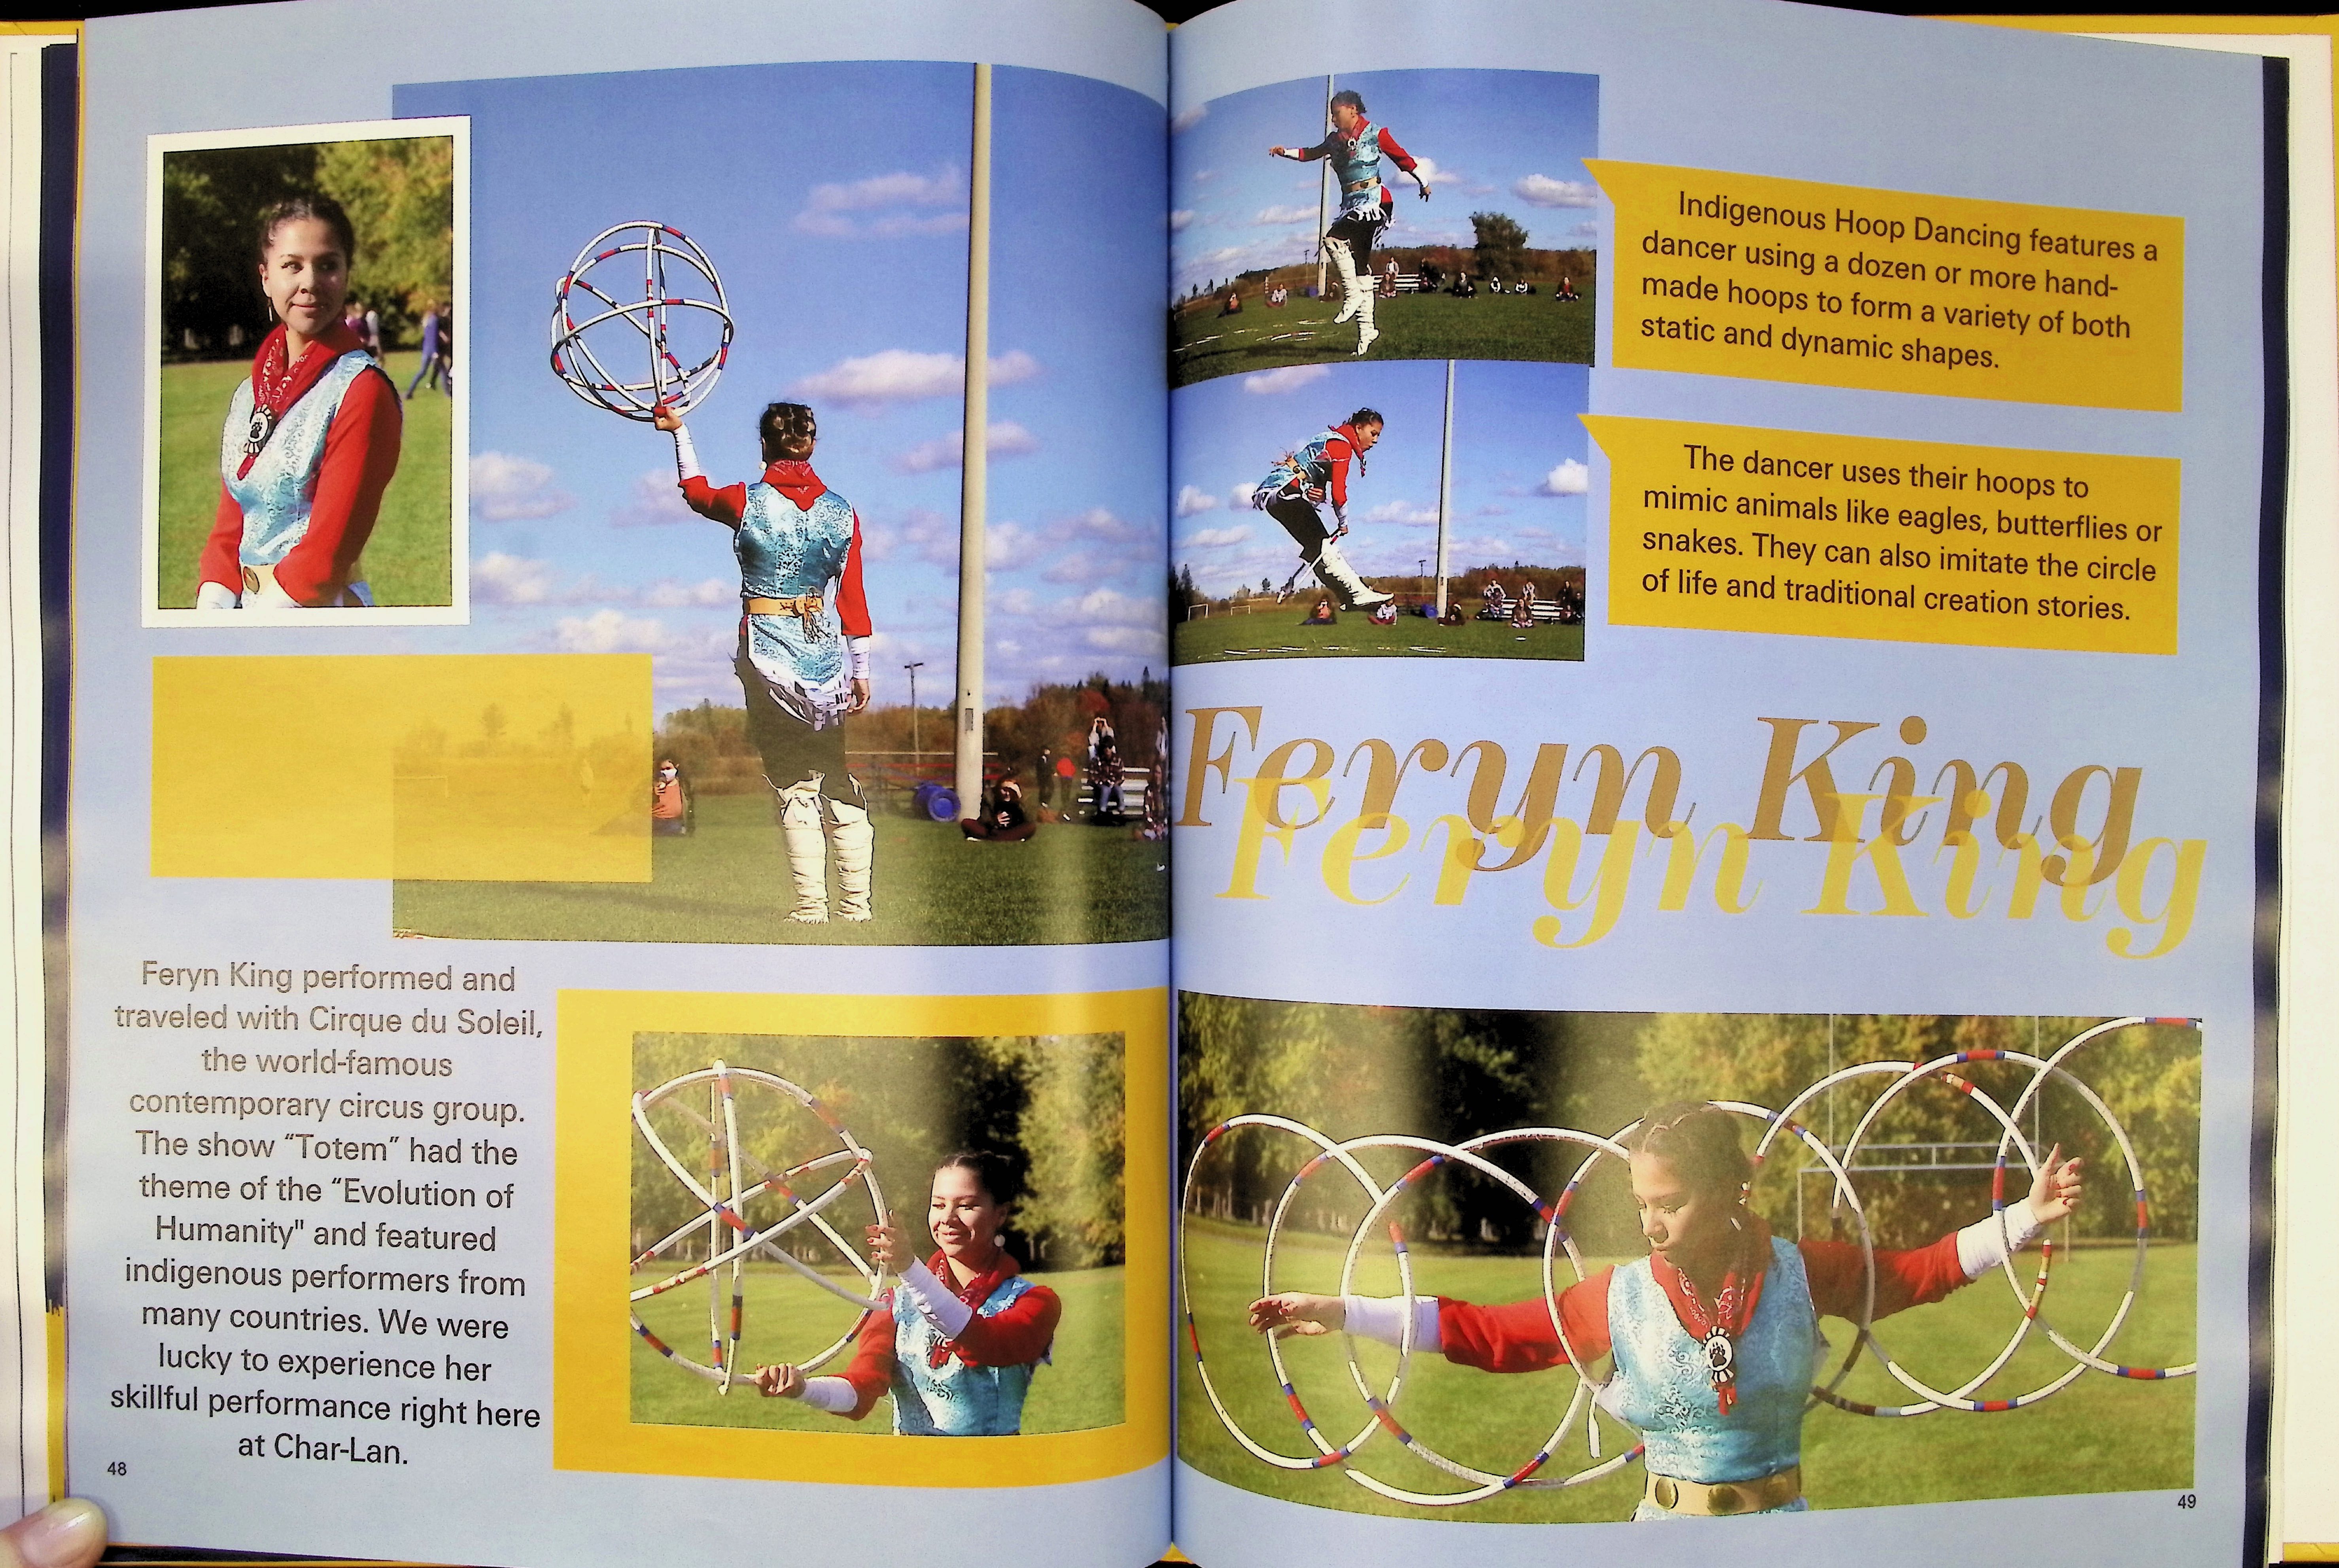 Feryn King performed and
traveled with Cirque du Soleil,
the world-famous
contemporary circus group.
The show “Totem” had the
theme of the “Evolution of
Humanity" and featured
indigenous performers from
many countries. We were
lucky to experience her
skillful performance right here
at Char-Lan.
48
Indigenous Hoop Dancing features a
dancer using a dozen or more hand-
made hoops to form a variety of both
static and dynamic shapes.
The dancer uses their hoops to
mimic animals like eagles, butterflies or
snakes. They can also imitate the circle
of life and traditional creation stories.
Feryn King
Feryn King
49